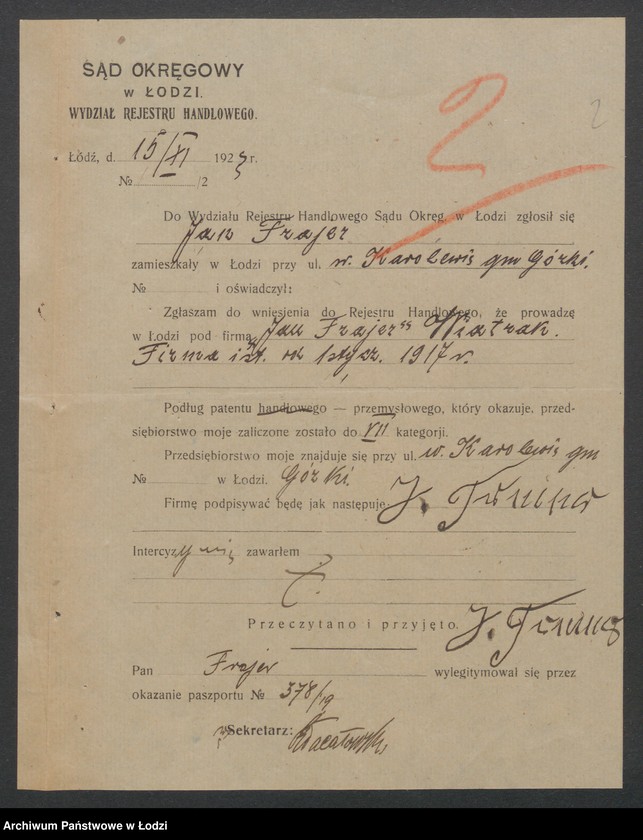 SĄD OKRĘGOWY
w ŁODZI.
WYDZIAŁ REJESTRU HANDLOWEGO.
2
2
Łódź, d. 15/XI 1923 r.
№ /2
Do Wydziału Rejestru Handlowego Sądu Okręg. w Łodzi zgłosił się
Jan Frajer
zamieszkały w Łodzi przy ul. w. Karolewis gm Górki.
№ i oświadczył:
Zgłaszam do wniesienia do Rejestru Handlowego, że prowadzę
w Łodzi pod firmą „Jan Frajer" Wiatrak.
Firma ist. od 1 stycz. 1917 r.
Podług patentu handlowego — przemysłowego, który okazuje, przed-
siębiorstwo moje zaliczone zostało do VII kategorji.
Przedsiębiorstwo moje znajduje się przy ul. w. Karolewis gm
№ w Łodzi. Górki.
Firmę podpisywać będę jak następuje: J.
Intercyzy nie zawarłem
Przeczytano i przyjęto. J.
Pan Frajer wylegitymował się przez
okazanie paszportu № 378/19
Sekretarz:
Archiwum Państwowe w Łodzi